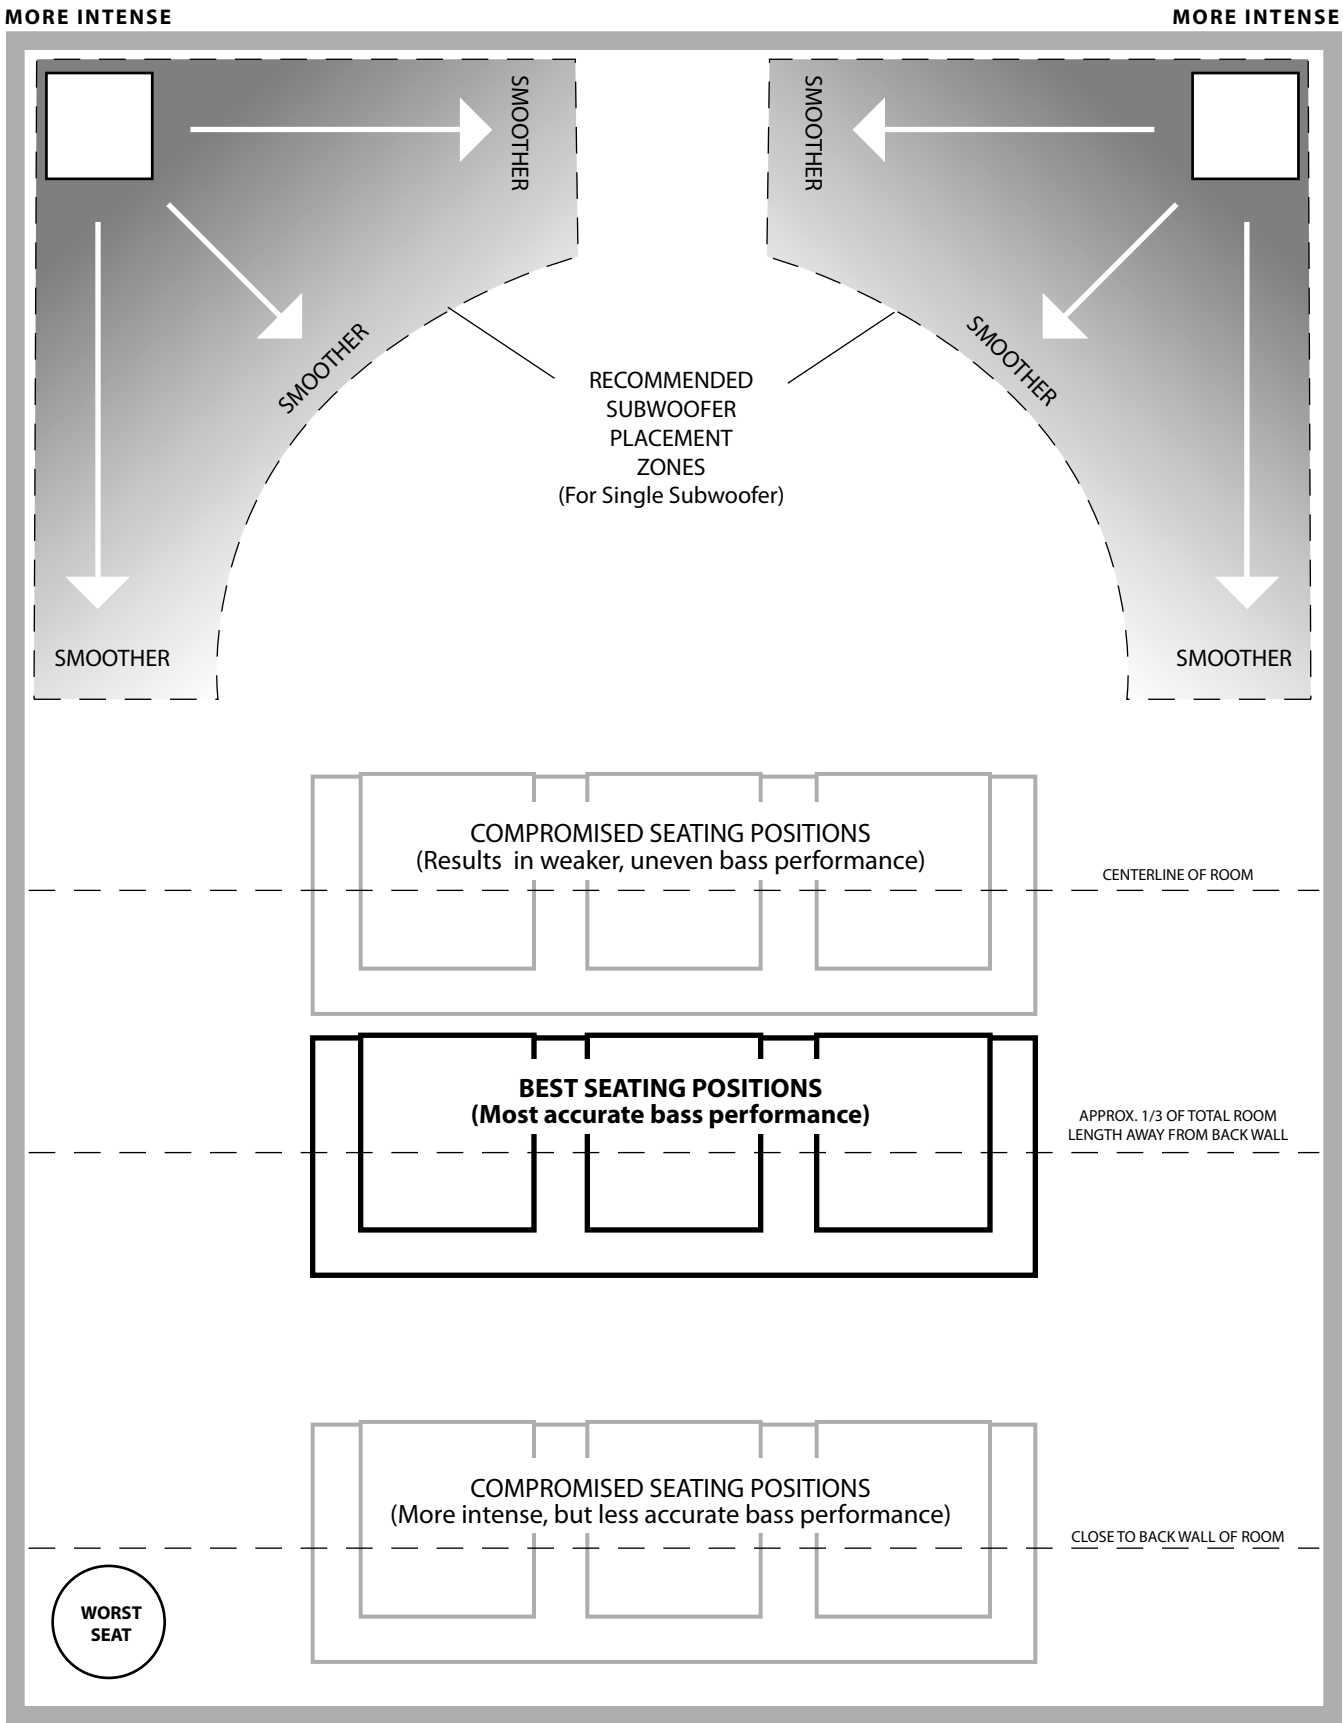 MORE INTENSE
MORE INTENSE
SMOOTHER
SMOOTHER
SMOOTHER
SMOOTHER
RECOMMENDED
SUBWOOFER
PLACEMENT
ZONES
(For Single Subwoofer)
SMOOTHER
SMOOTHER
COMPROMISED SEATING POSITIONS
(Results in weaker, uneven bass performance)
CENTERLINE OF ROOM
BEST SEATING POSITIONS
(Most accurate bass performance)
APPROX. 1/3 OF TOTAL ROOM
LENGTH AWAY FROM BACK WALL
COMPROMISED SEATING POSITIONS
(More intense, but less accurate bass performance)
CLOSE TO BACK WALL OF ROOM
WORST
SEAT